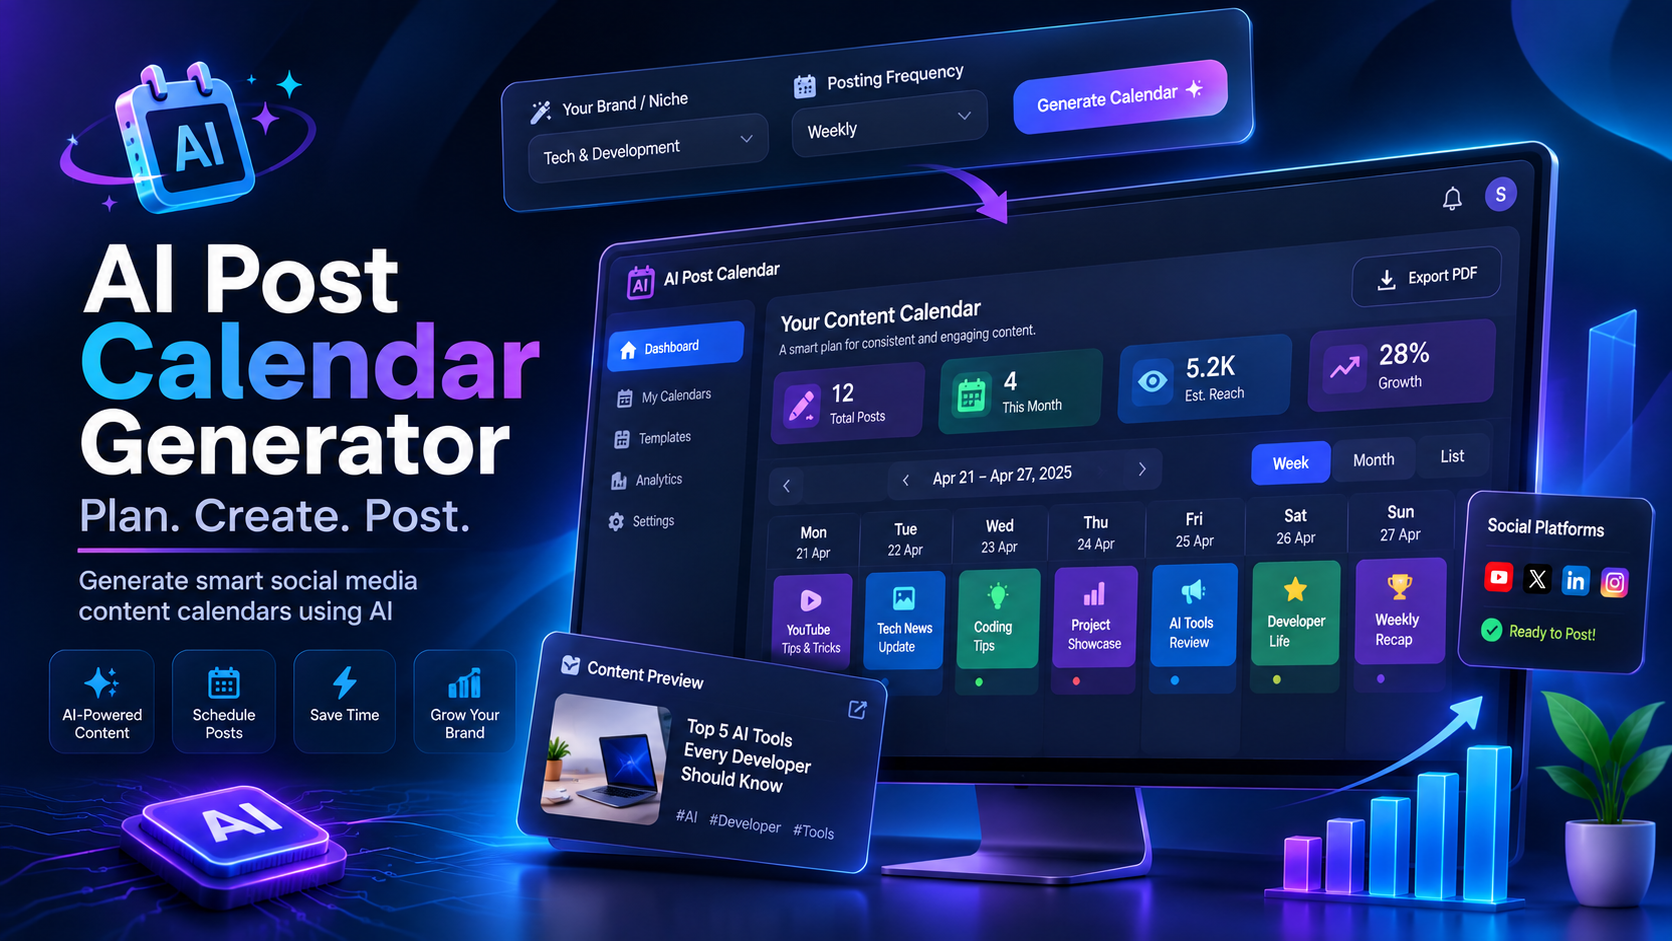 AI
AI Post
Calendar
Generator
Plan. Create. Post.
Generate smart social media
content calendars using AI
AI-Powered
Content
Schedule
Posts
Save Time
Grow Your
Brand
AI
Your Brand / Niche
Tech & Development
Posting Frequency
Weekly
Generate Calendar
S
AI
AI Post Calendar
Export PDF
Dashboard
My Calendars
Templates
Analytics
Settings
Your Content Calendar
A smart plan for consistent and engaging content.
12
Total Posts
4
This Month
5.2K
Est. Reach
28%
Growth
Apr 21 – Apr 27, 2025
Week
Month
List
Mon
21 Apr
Tue
22 Apr
Wed
23 Apr
Thu
24 Apr
Fri
25 Apr
Sat
26 Apr
Sun
27 Apr
YouTube
Tips & Tricks
Tech News
Update
Coding
Tips
Project
Showcase
AI Tools
Review
Developer
Life
Weekly
Recap
Social Platforms
X
in
Ready to Post!
Content Preview
Top 5 AI Tools
Every Developer
Should Know
#AI #Developer #Tools